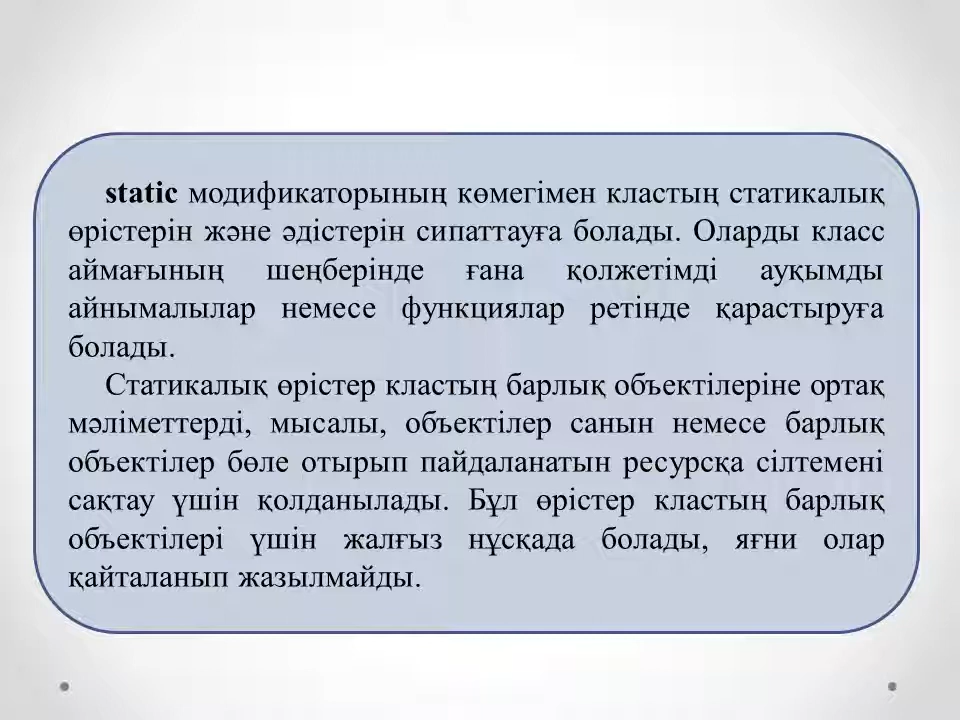 static модификаторының көмегімен кластың статикалық
өрістерін және әдістерін сипаттауға болады. Оларды класс
аймағының шеңберінде ғана қолжетімді ауқымды
айнымалылар немесе функциялар ретінде қарастыруға
болады.
Статикалық өрістер кластың барлық объектілеріне ортақ
мәліметтерді, мысалы, объектілер санын немесе барлық
объектілер бөле отырып пайдаланатын ресурсқа сілтемені
сақтау үшін қолданылады. Бұл өрістер кластың барлық
объектілері үшін жалғыз нұсқада болады, яғни олар
қайталанып жазылмайды.